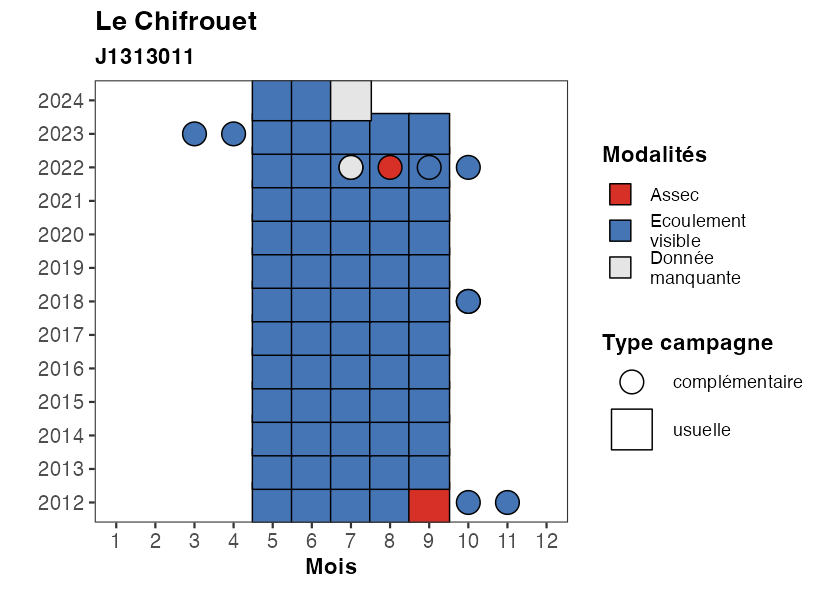 Le Chifrouet
J1313011
2024
2023
2022
2021
2020
2019
2018
2017
2016
2015
2014
2013
2012
1 2 3 4 5 6 7 8 9 10 11 12
Mois
Modalités
Assec
Ecoulement
visible
Donnée
manquante
Type campagne
complémentaire
usuelle